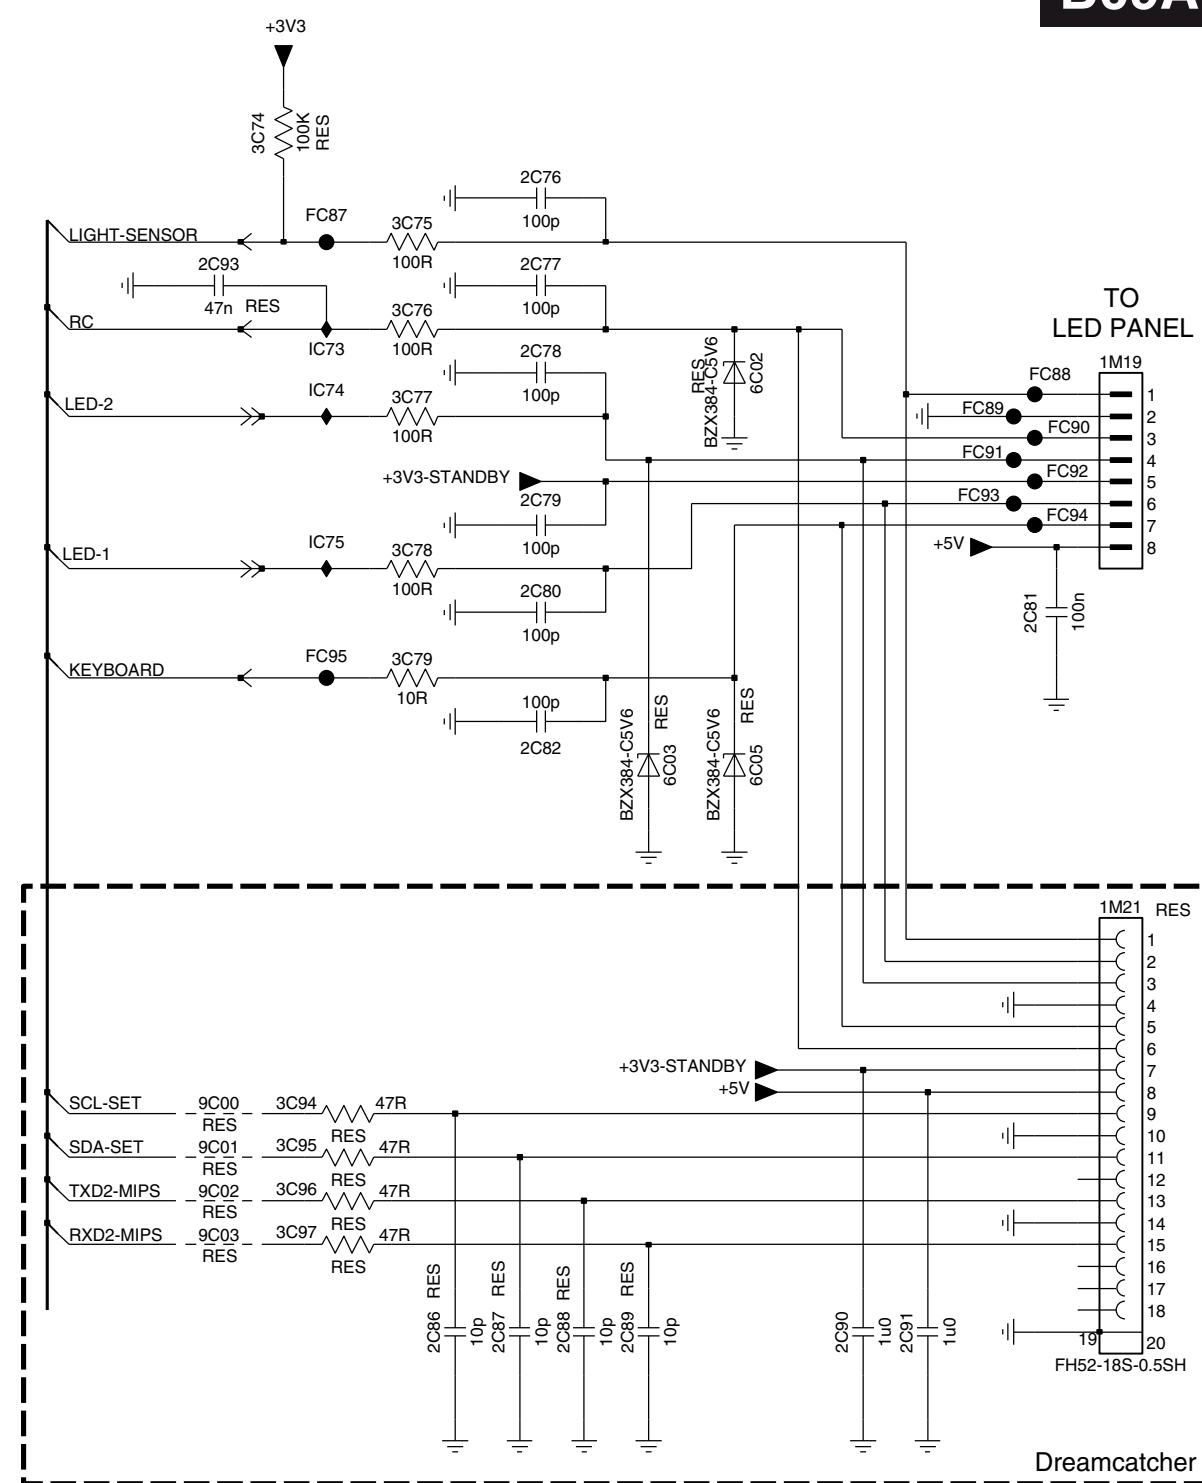 +3V3
3C74
100K
RES
LIGHT-SENSOR
FC87
3C75
100R
2C76
100p
2C93
47n RES
RC
IC73
3C76
100R
2C77
100p
RES
BZX384-C5V6
6C02
LED-2
IC74
3C77
100R
2C78
100p
+3V3-STANDBY
2C79
100p
LED-1
IC75
3C78
100R
2C80
100p
KEYBOARD
FC95
3C79
10R
100p
2C82
BZX384-C5V6
RES
6C03
BZX384-C5V6
RES
6C05
TO
LED PANEL
1M19
FC88
1
FC89
2
FC90
3
FC91
4
FC92
5
FC93
6
FC94
7
+5V
8
2C81
100n
1M21 RES
1
2
3
4
5
6
+3V3-STANDBY
7
+5V
8
SCL-SET 9C00 3C94 47R
RES RES
9
10
SDA-SET 9C01 3C95 47R
RES RES
11
12
TXD2-MIPS 9C02 3C96 47R
RES RES
13
14
RXD2-MIPS 9C03 3C97 47R
RES RES
15
16
17
18
19
20
FH52-18S-0.5SH
2C86 RES
10p
2C87 RES
10p
2C88 RES
10p
2C89 RES
10p
2C90
1u0
2C91
1u0
Dreamcatcher